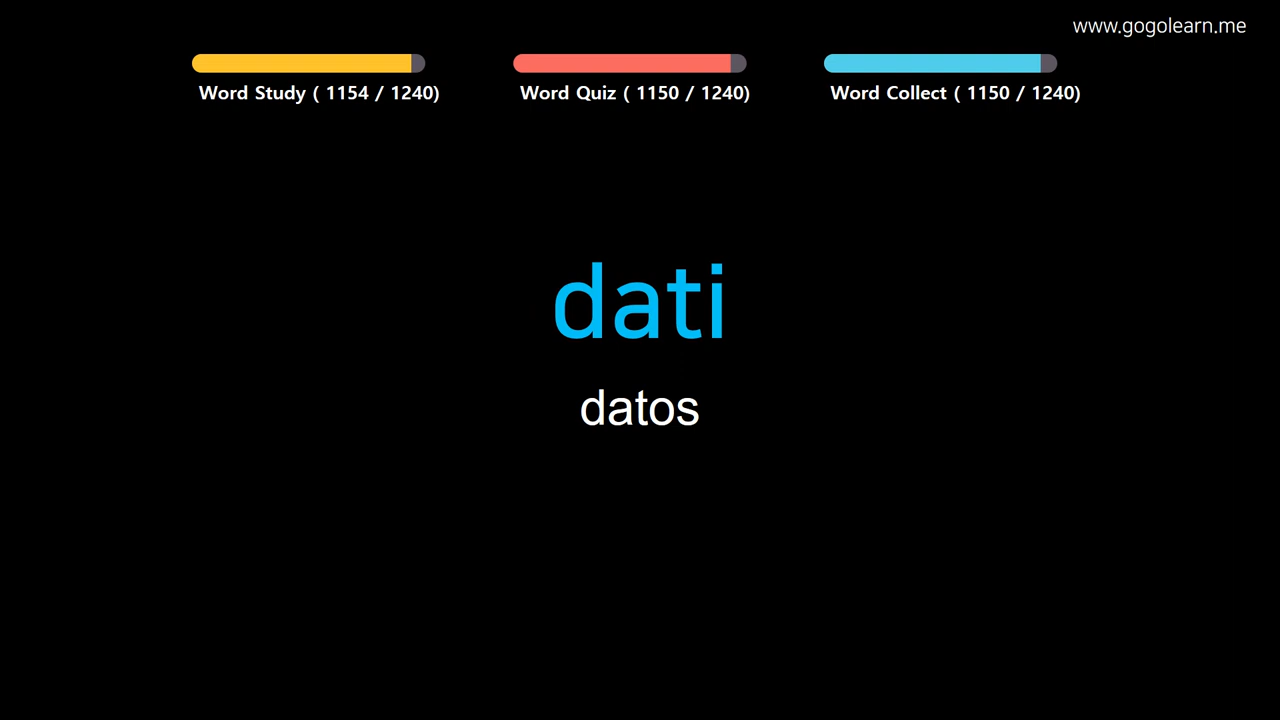 www.gogolearn.me
Word Study ( 1154 / 1240)
Word Quiz ( 1150 / 1240)
Word Collect ( 1150 / 1240)
dati
datos